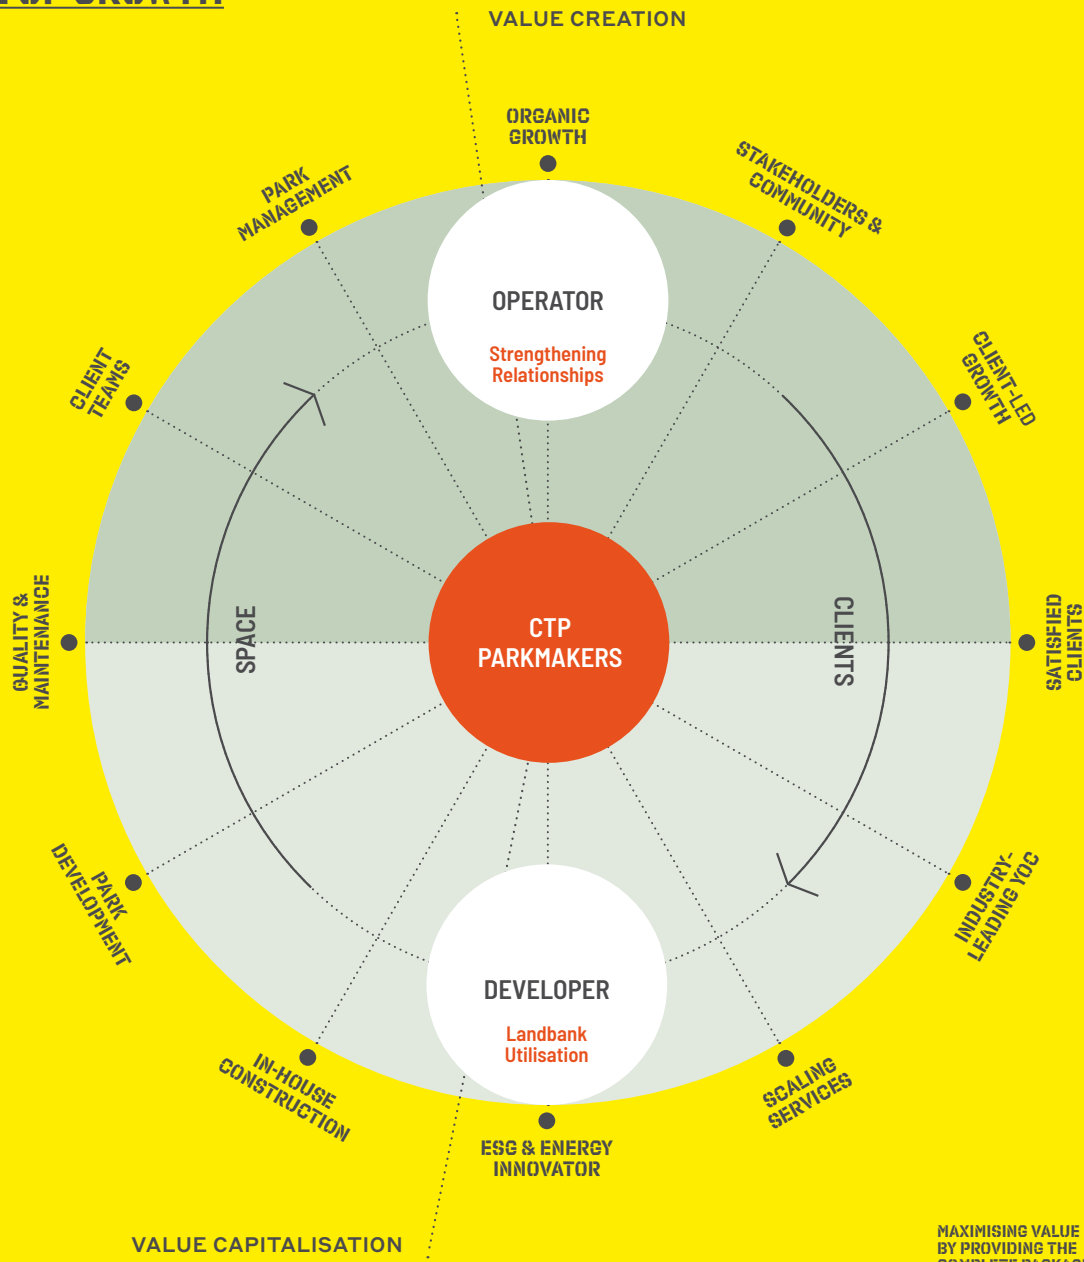 GROWTH
VALUE CREATION
ORGANIC
GROWTH
STAKEHOLDERS &
COMMUNITY
PARK
MANAGEMENT
OPERATOR
Strengthening
Relationships
CLIENT
TEAMS
CLIENT-LED
GROWTH
QUALITY &
MAINTENANCE
SPACE
CTP
PARKMAKERS
CLIENTS
SATISFIED
CLIENTS
PARK
DEVELOPMENT
INDUSTRY-
LEADING YOC
DEVELOPER
Landbank
Utilisation
IN-HOUSE
CONSTRUCTION
SCALING
SERVICES
ESG & ENERGY
INNOVATOR
VALUE CAPITALISATION
MAXIMISING VALUE
BY PROVIDING THE